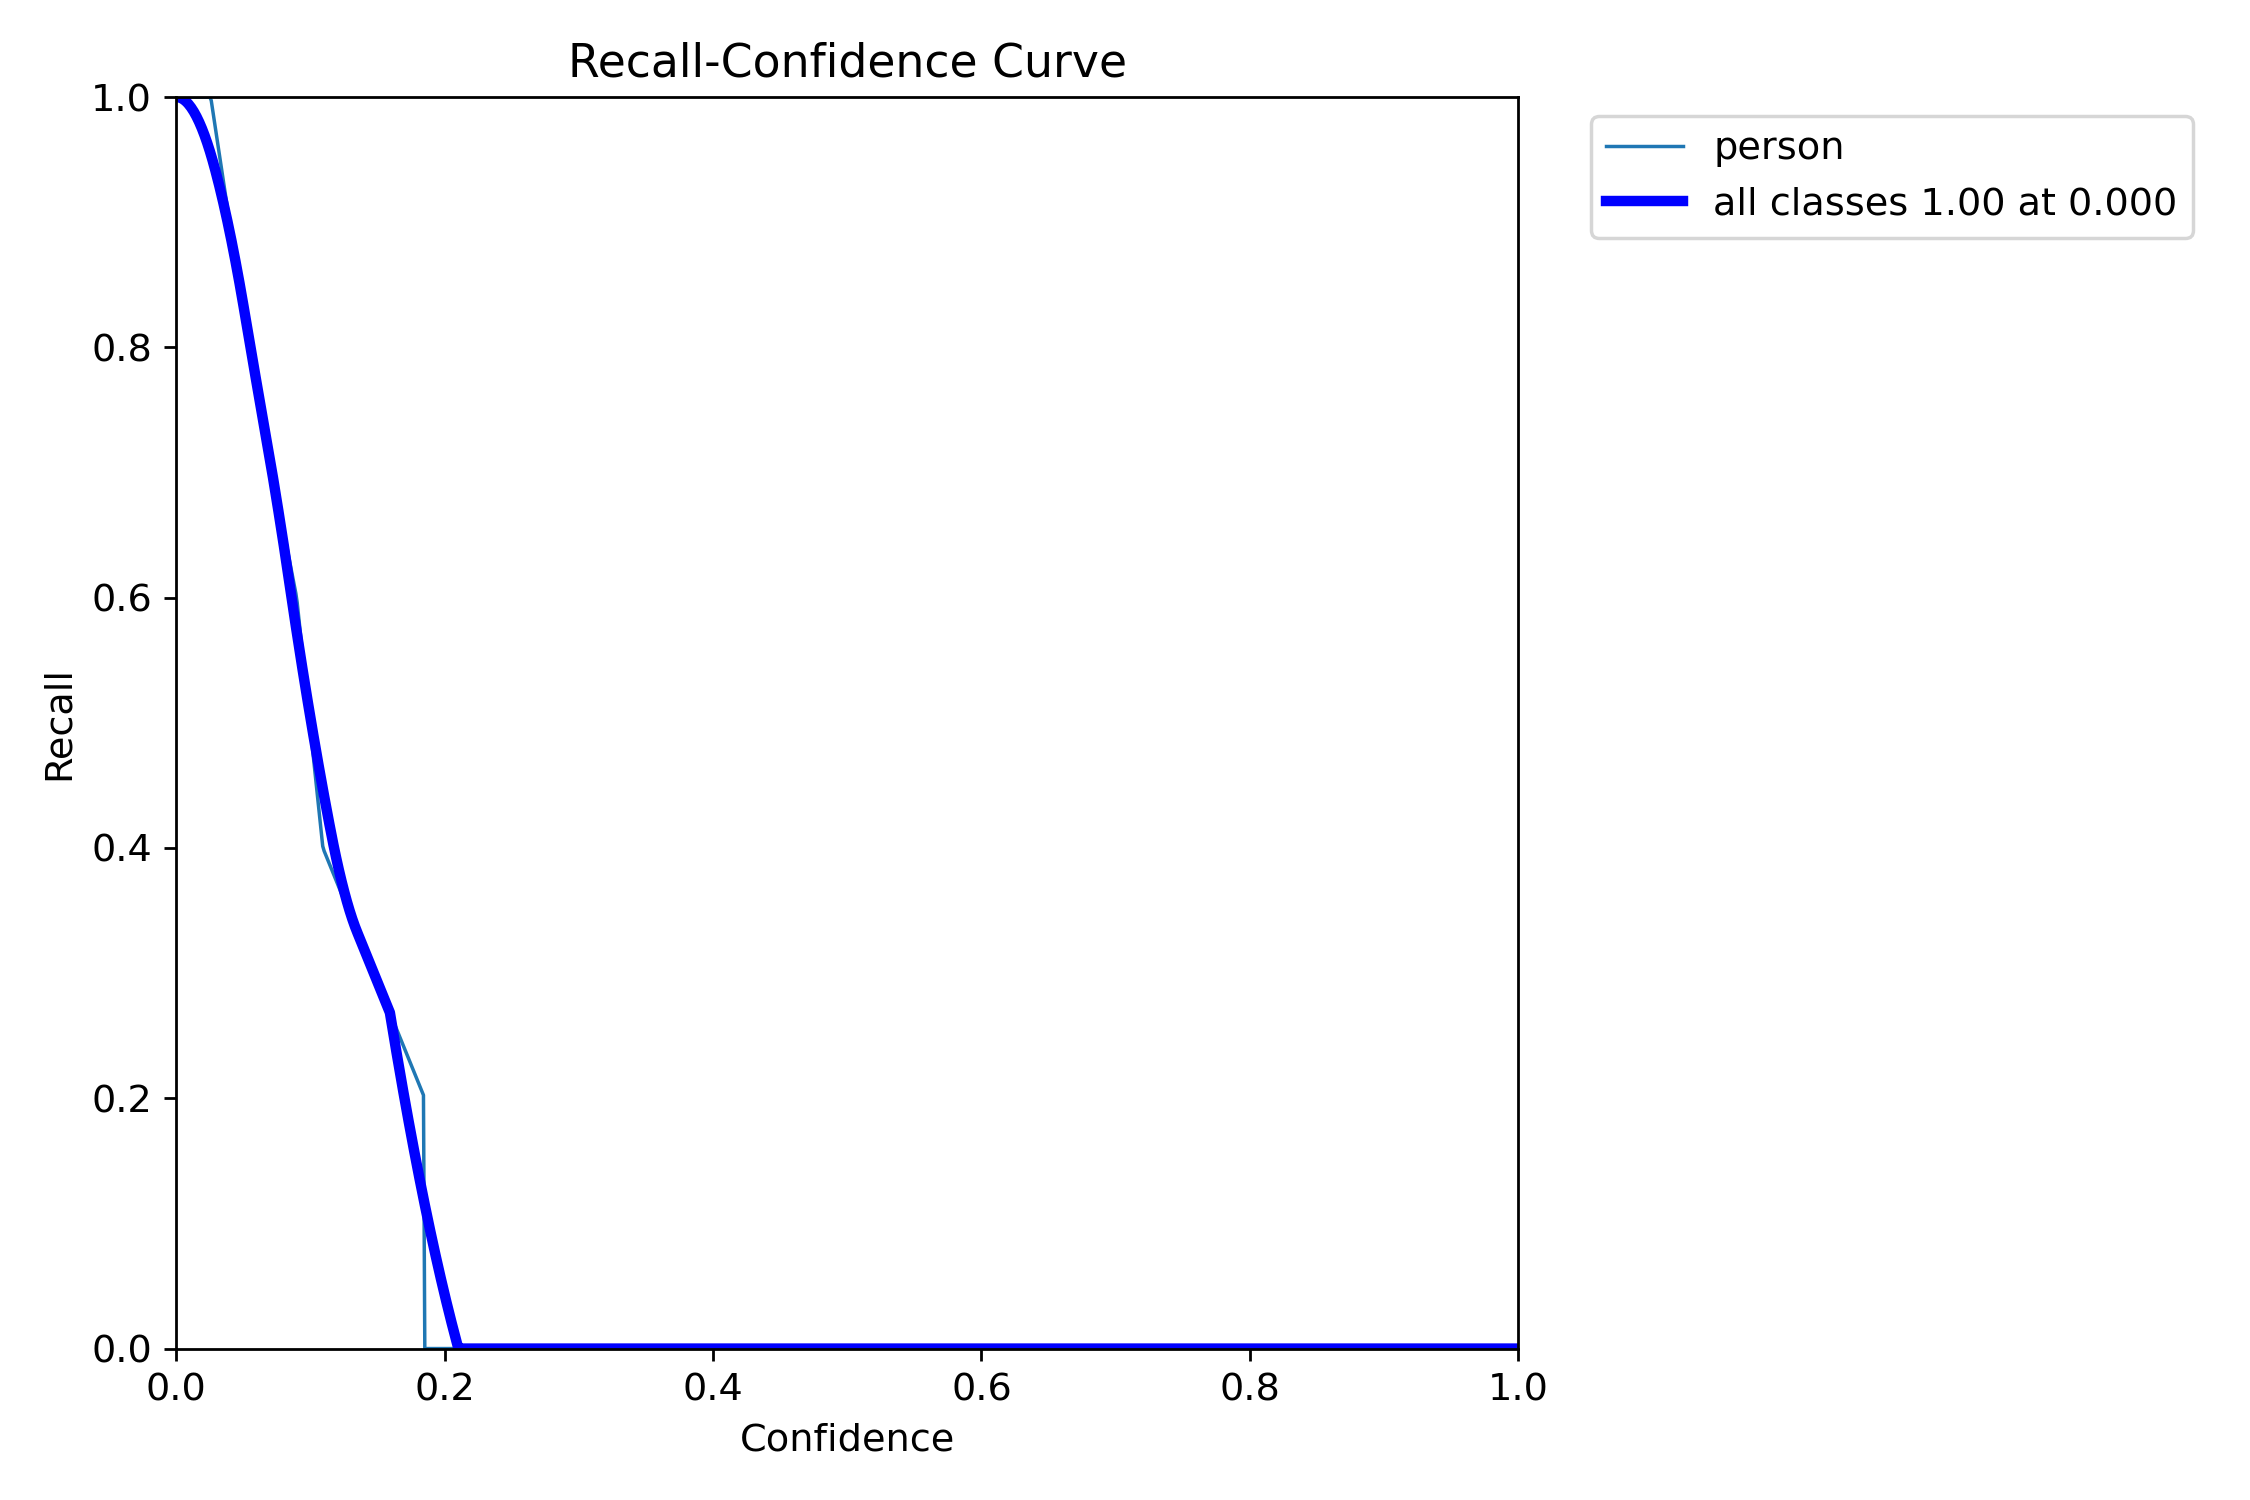 Recall-Confidence Curve
1.0
0.8
0.6
0.4
0.2
0.0
Recall
0.0 0.2 0.4 0.6 0.8 1.0
Confidence
person
all classes 1.00 at 0.000